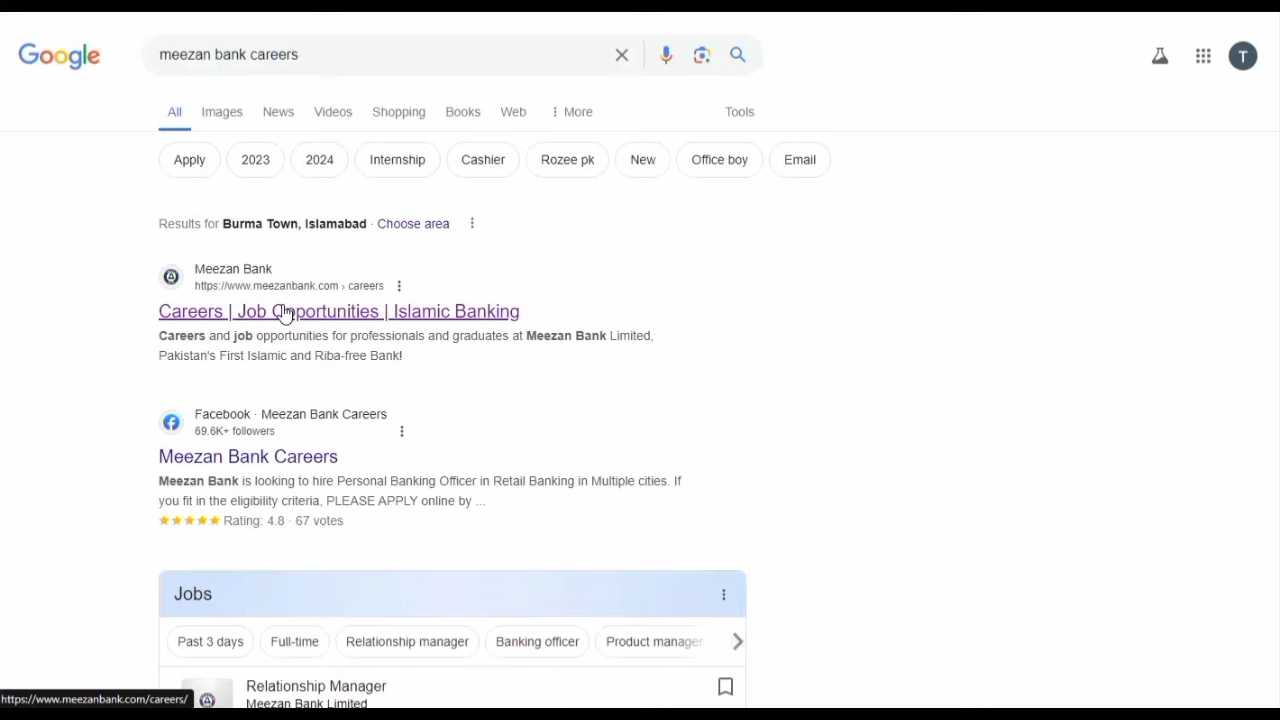 Google
meezan bank careers
T
All Images News Videos Shopping Books Web More Tools
Apply 2023 2024 Internship Cashier Rozee pk New Office boy Email
Results for Burma Town, Islamabad · Choose area
Meezan Bank
https://www.meezanbank.com › careers
Careers | Job Opportunities | Islamic Banking
Careers and job opportunities for professionals and graduates at Meezan Bank Limited,
Pakistan's First Islamic and Riba-free Bank!
Facebook · Meezan Bank Careers
69.6K+ followers
Meezan Bank Careers
Meezan Bank is looking to hire Personal Banking Officer in Retail Banking in Multiple cities. If
you fit in the eligibility criteria, PLEASE APPLY online by ...
Rating: 4.8 · 67 votes
Jobs
Past 3 days Full-time Relationship manager Banking officer Product manager
Relationship Manager
Meezan Bank Limited
https://www.meezanbank.com/careers/